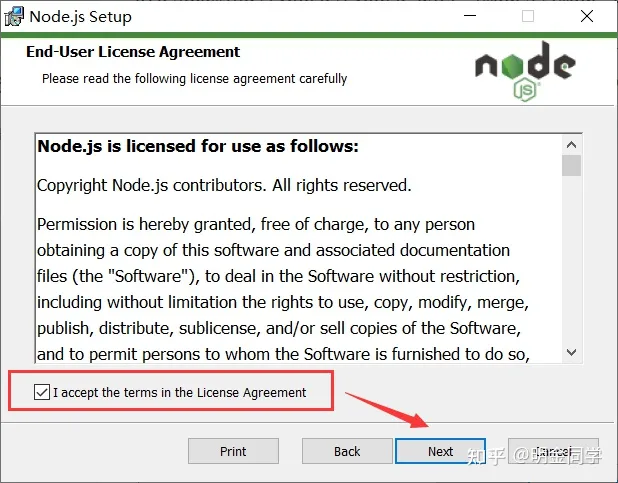 Node.js Setup
End-User License Agreement
Please read the following license agreement carefully
node
JS
Node.js is licensed for use as follows:
Copyright Node.js contributors. All rights reserved.
Permission is hereby granted, free of charge, to any person
obtaining a copy of this software and associated documentation
files (the "Software"), to deal in the Software without restriction,
including without limitation the rights to use, copy, modify, merge,
publish, distribute, sublicense, and/or sell copies of the Software,
and to permit persons to whom the Software is furnished to do so,
I accept the terms in the License Agreement
Print
Back
Next
Cancel
知乎 @明金同学